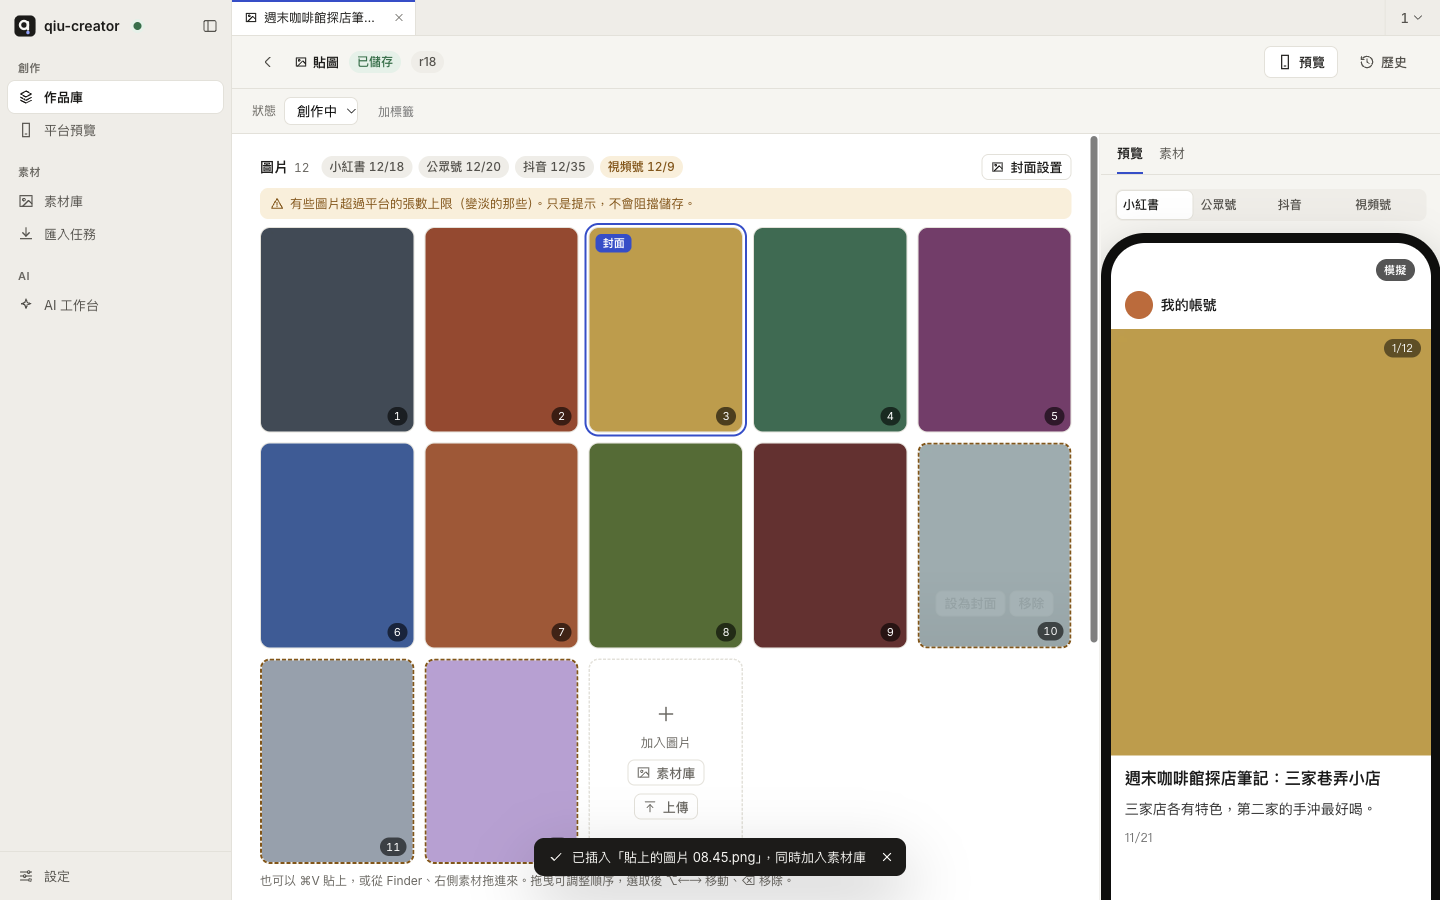 qiu-creator
創作
作品庫
平台預覽
素材
素材庫
匯入任務
AI
AI 工作台
設定
週末咖啡館探店筆...
1
貼圖 已儲存 r18
預覽 歷史
狀態 創作中 加標籤
圖片 12 小紅書 12/18 公眾號 12/20 抖音 12/35 視頻號 12/9
封面設置
有些圖片超過平台的張數上限（變淡的那些）。只是提示，不會阻擋儲存。
封面
1
2
3
4
5
6
7
8
9
設為封面 移除
10
11
加入圖片
素材庫
上傳
已插入「貼上的圖片 08.45.png」，同時加入素材庫
也可以 ⌘V 貼上，或從 Finder、右側素材拖進來。拖曳可調整順序，選取後 ⌥←→ 移動、⌫ 移除。
預覽 素材
小紅書 公眾號 抖音 視頻號
模擬
我的帳號
1/12
週末咖啡館探店筆記：三家巷弄小店
三家店各有特色，第二家的手沖最好喝。
11/21